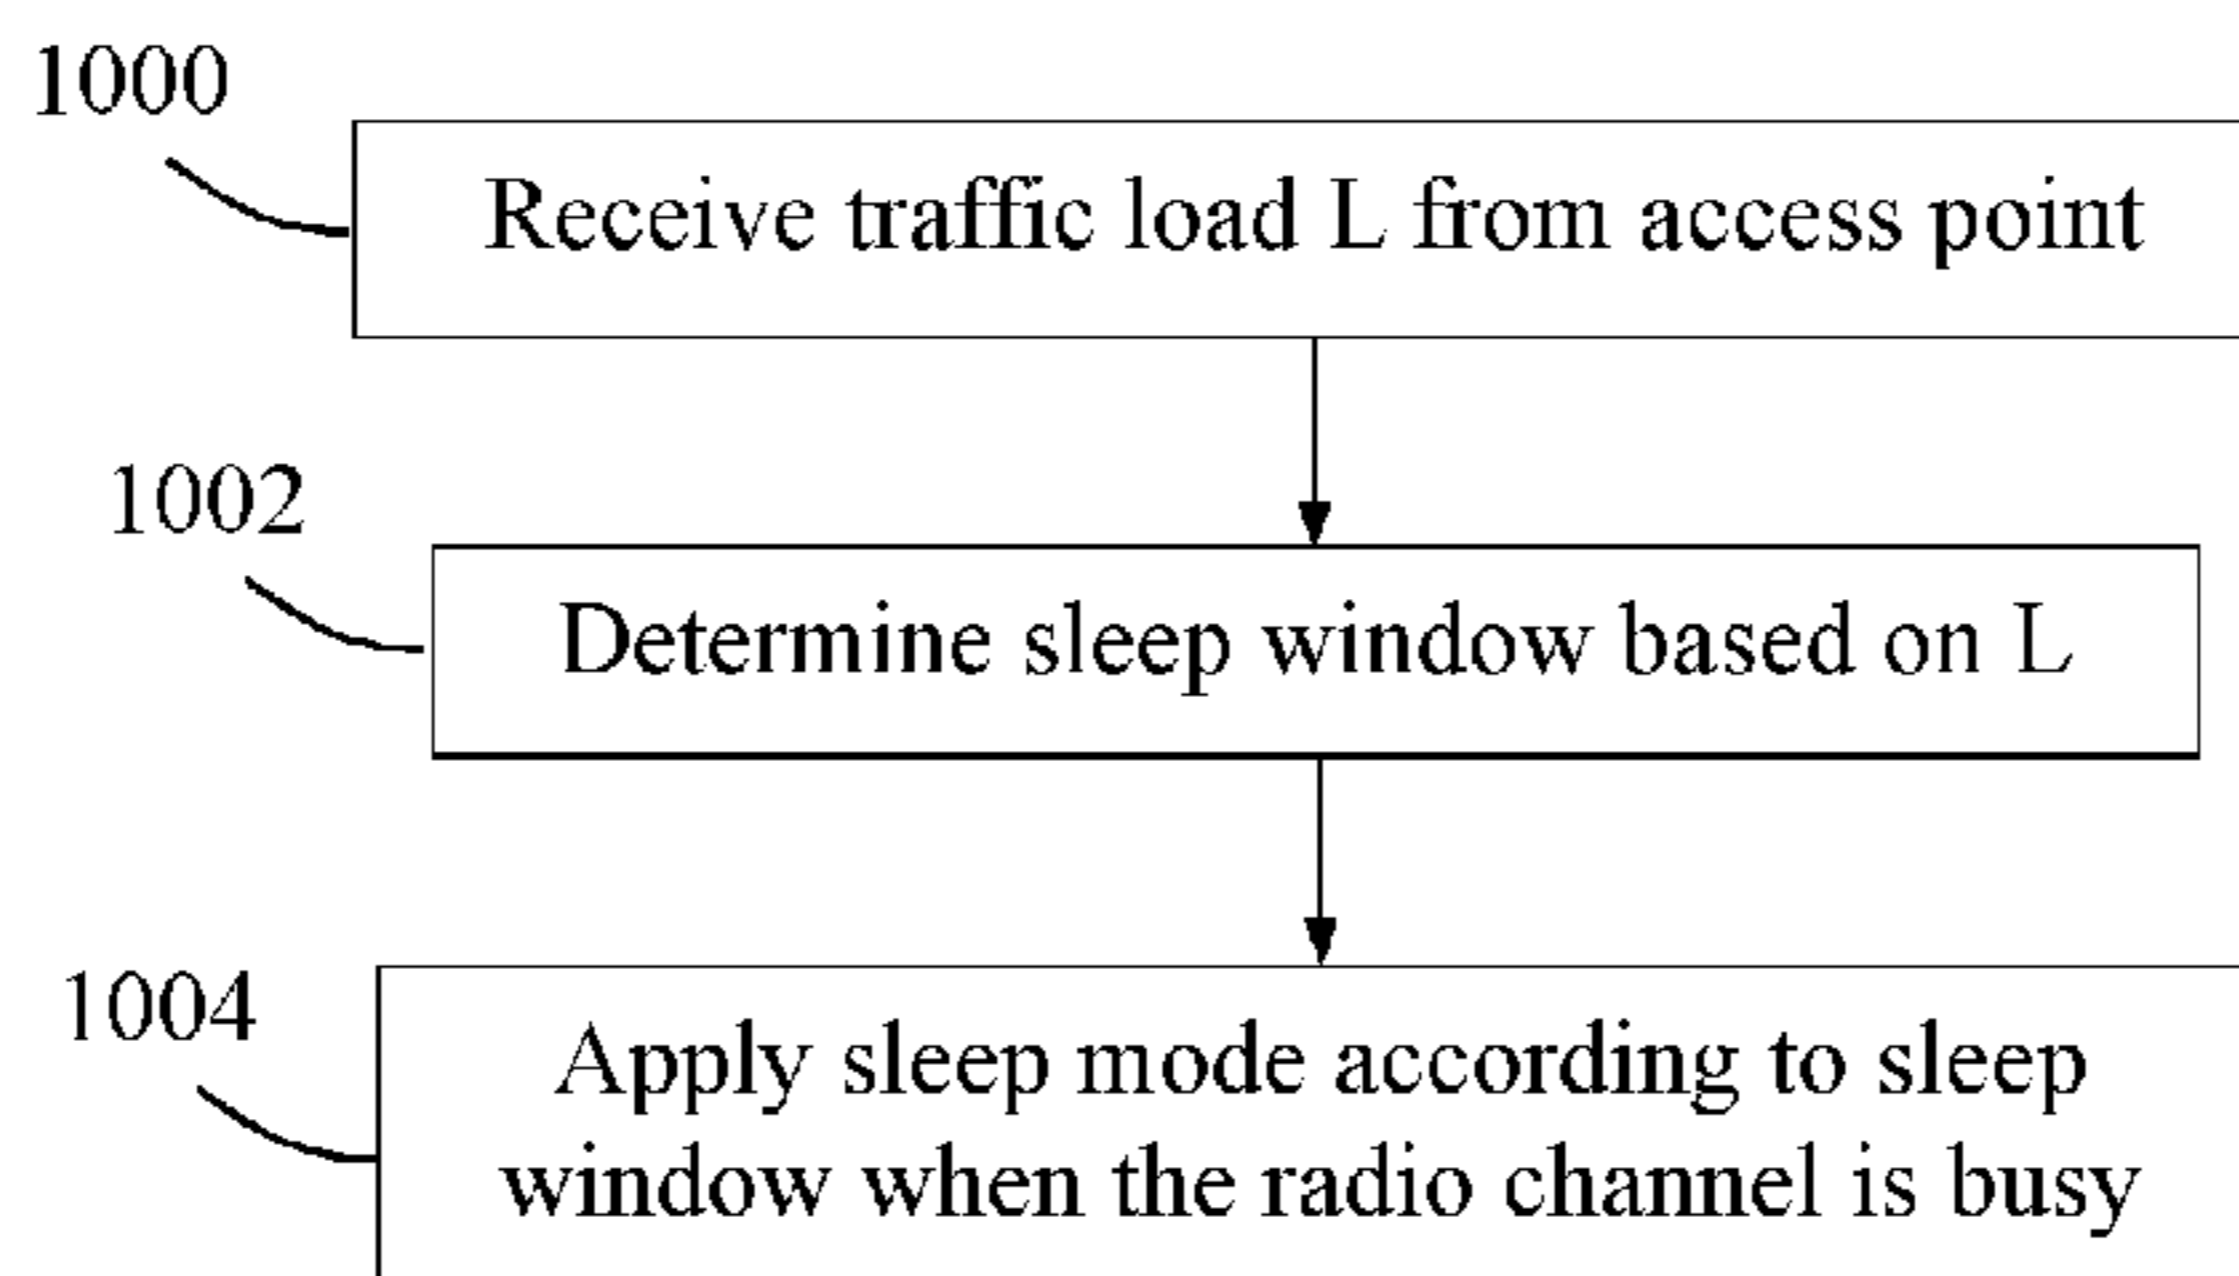 1000
Receive traffic load L from access point
1002
Determine sleep window based on L
1004
Apply sleep mode according to sleep
window when the radio channel is busy